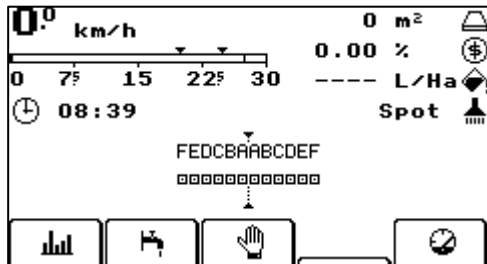 0.0 km/h 0 m²
0.00 % $
0 7.5 15 22.5 30 ---- L/Ha
08:39 Spot
FEDCBAABCDEF